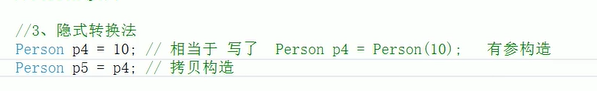 //3、隐式转换法
Person p4 = 10; // 相当于 写了  Person p4 = Person(10);   有参构造
Person p5 = p4; // 拷贝构造